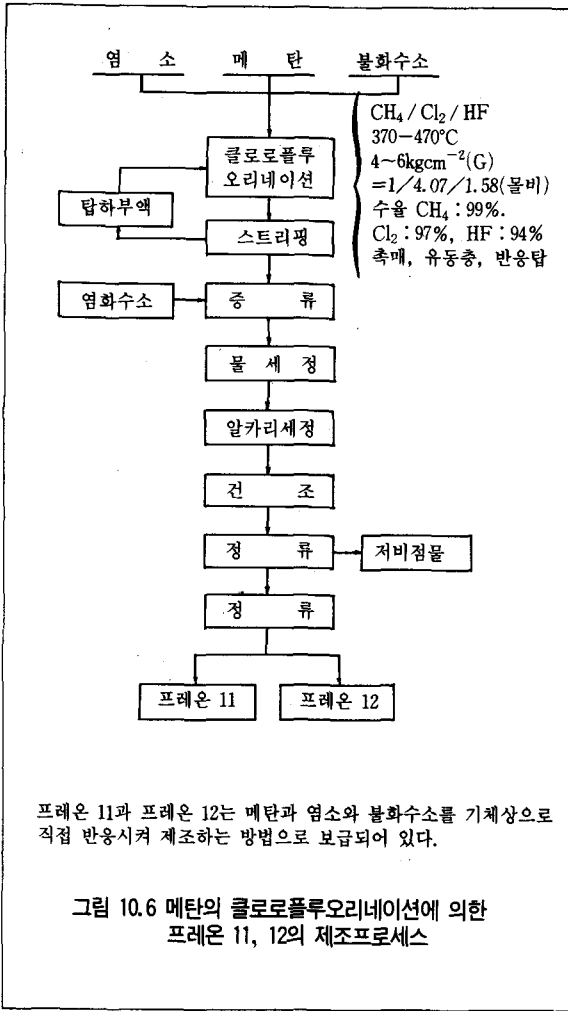 염 소 메 탄 불화수소
CH₄/Cl₂/HF
370-470°C
4~6kgcm⁻²(G)
=1/4.07/1.58(몰비)
수율 CH₄ : 99%.
Cl₂ : 97%, HF : 94%
촉매, 유동층, 반응탑
클로로플루
오리네이션
탑하부액
스트리핑
염화수소
증 류
물 세 정
알카리세정
건 조
정 류
저비점물
정 류
프레온 11
프레온 12
프레온 11과 프레온 12는 메탄과 염소와 불화수소를 기체상으로
직접 반응시켜 제조하는 방법으로 보급되어 있다.
그림 10.6 메탄의 클로로플루오리네이션에 의한
프레온 11, 12의 제조프로세스